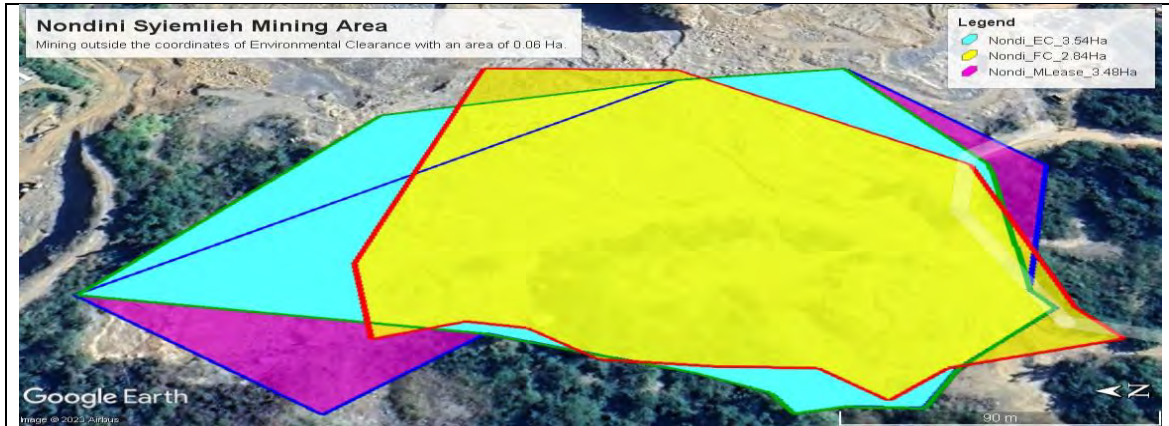 Nondini Syiemlieh Mining Area
Mining outside the coordinates of Environmental Clearance with an area of 0.06 Ha.
Legend
Nondi_EC_3.54Ha
Nondi_FC_2.84Ha
Nondi_MLease_3.48Ha
Google Earth
Image © 2023 Airbus
N
90 m